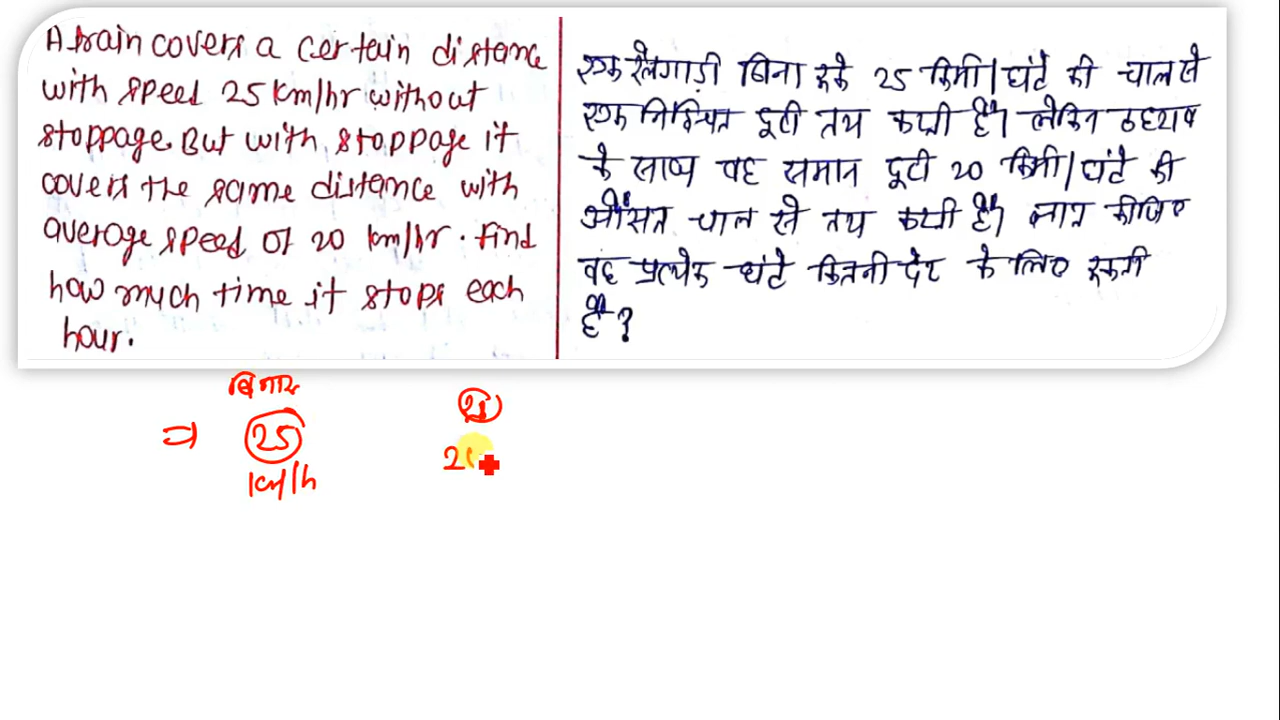 A train covers a certain distance
with speed 25 km/hr without
stoppage. But with stoppage it
covers the same distance with
average speed of 20 km/hr. find
how much time it stops each
hour.
एक रेलगाड़ी बिना रुके 25 किमी/घंटे की चाल से
एक निश्चित दूरी तय करती है। लेकिन ठहराव
के साथ वह समान दूरी 20 किमी/घंटे की
औसत चाल से तय करती है। ज्ञात कीजिए
वह प्रत्येक घंटे कितनी देर के लिए रुकती
है?
⇒ 25
km/h